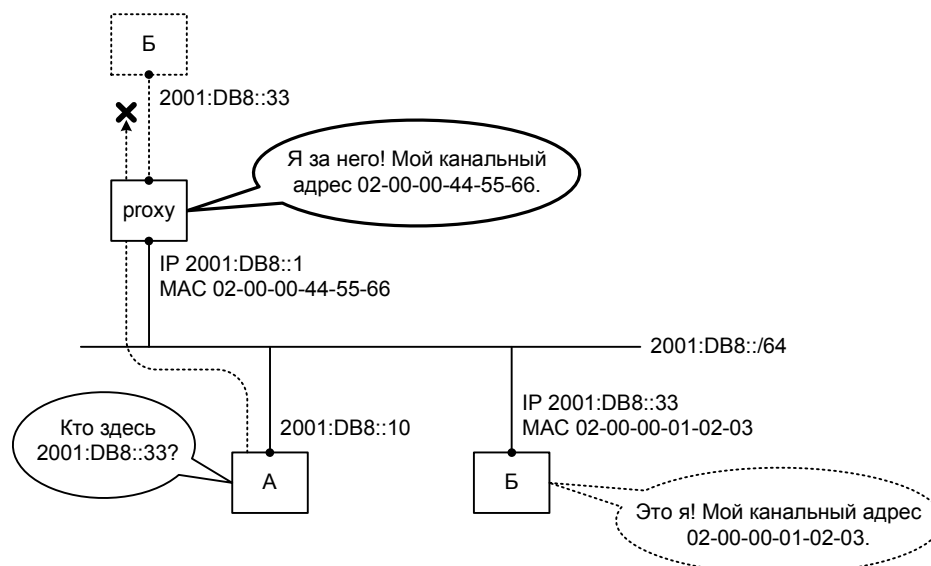 Б
2001:DB8::33
Я за него! Мой канальный
адрес 02-00-00-44-55-66.
proxy
IP 2001:DB8::1
MAC 02-00-00-44-55-66
2001:DB8::/64
Кто здесь
2001:DB8::33?
2001:DB8::10
А
IP 2001:DB8::33
MAC 02-00-00-01-02-03
Б
Это я! Мой канальный адрес
02-00-00-01-02-03.